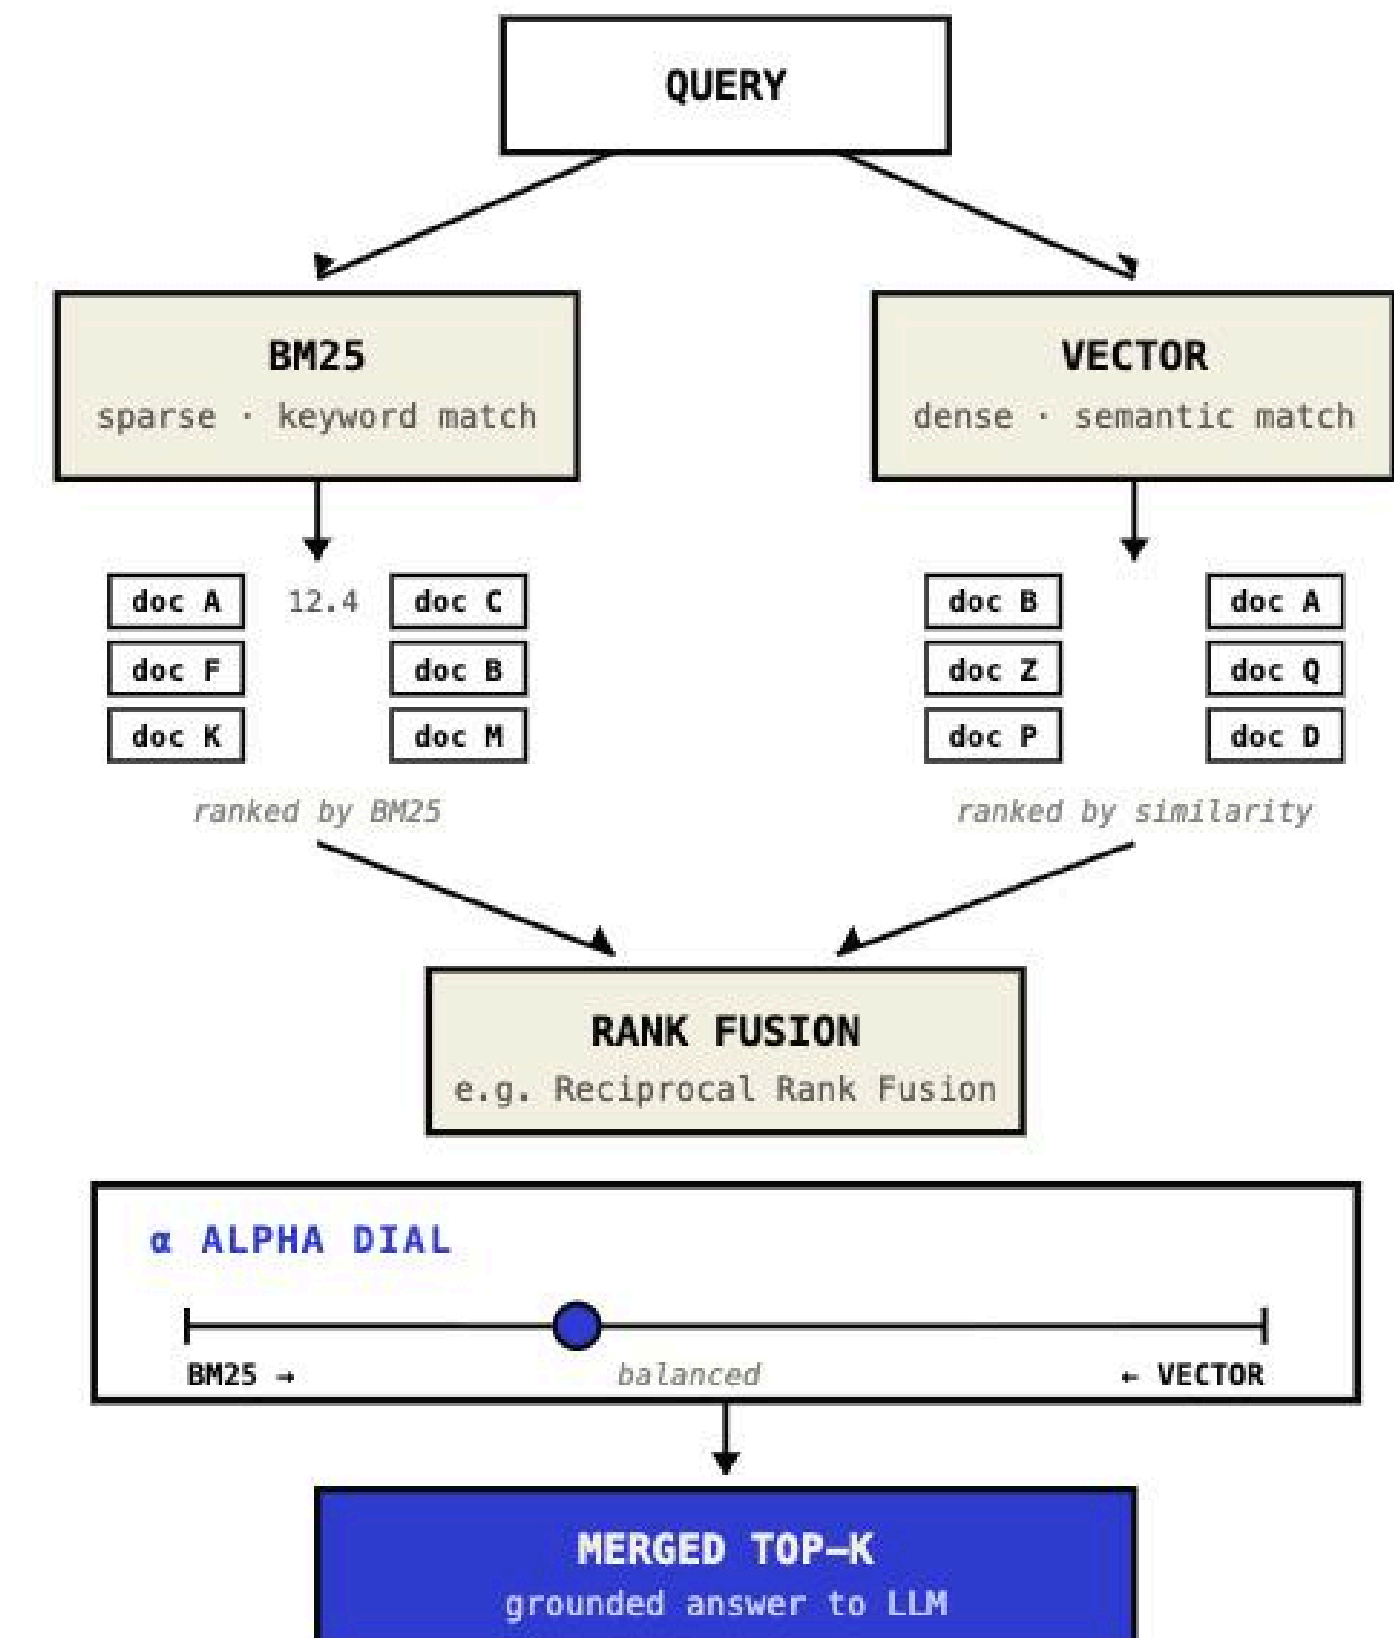 QUERY
BM25
sparse · keyword match
VECTOR
dense · semantic match
doc A 12.4 doc C
doc F doc B
doc K doc M
ranked by BM25
doc B doc A
doc Z doc Q
doc P doc D
ranked by similarity
RANK FUSION
e.g. Reciprocal Rank Fusion
α ALPHA DIAL
BM25 → balanced ← VECTOR
MERGED TOP–K
grounded answer to LLM